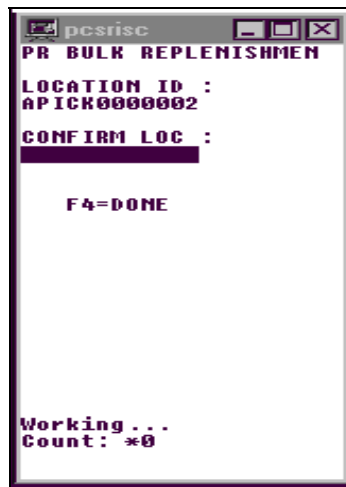 pcsrisc
PR BULK REPLENISHMEN
LOCATION ID :
APICK0000002
CONFIRM LOC :
F4=DONE
Working...
Count: *0